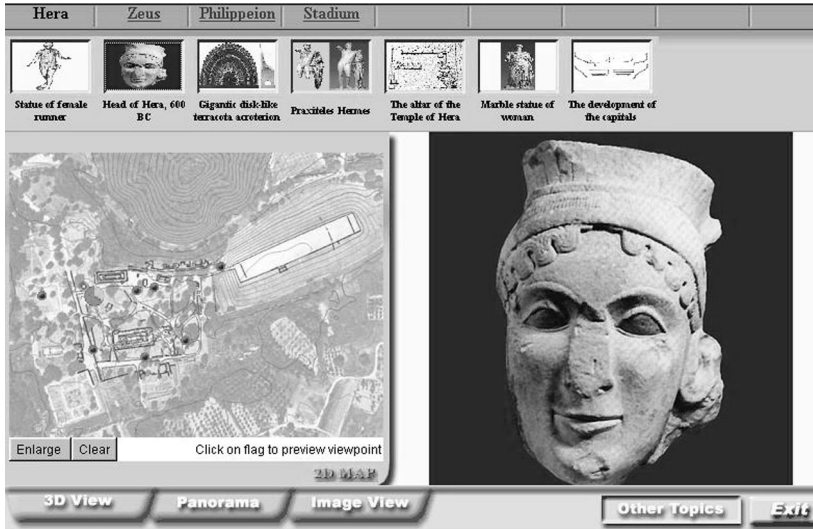 Hera Zeus Philippeion Stadium
Statue of female runner
Head of Hera, 600 BC
Gigantic disk-like terracota acroterion
Praxiteles Hermes
The altar of the Temple of Hera
Marble statue of woman
The development of the capitals
Enlarge Clear Click on flag to preview viewpoint
2D MAP
3D View Panorama Image View Other Topics Exit